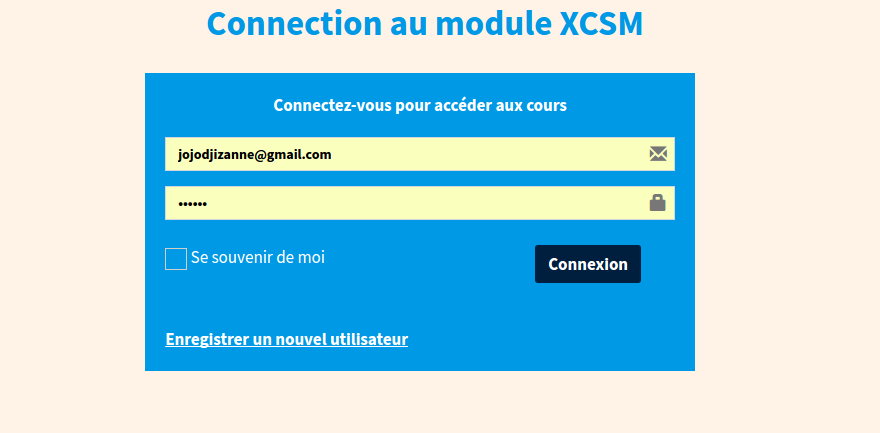 Connection au module XCSM
Connectez-vous pour accéder aux cours
jojodjizanne@gmail.com
••••••
Se souvenir de moi
Connexion
Enregistrer un nouvel utilisateur